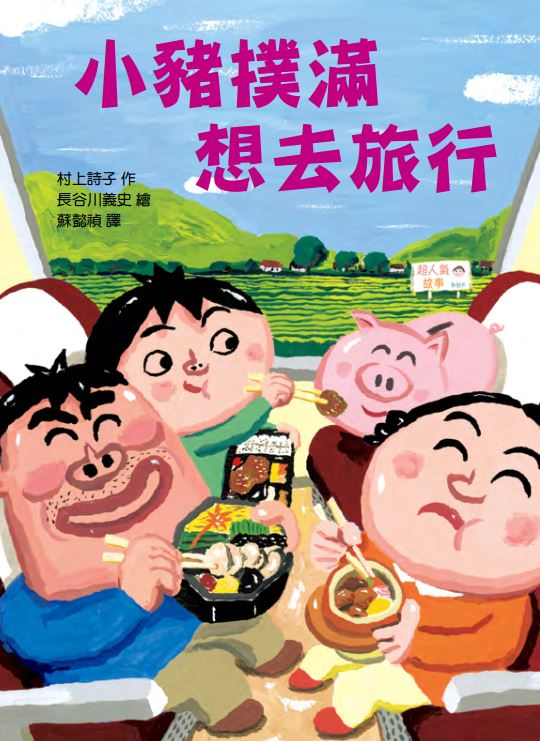 小豬撲滿
想去旅行
村上詩子 作
長谷川義史 繪
蘇懿禎 譯
超人氣
故事